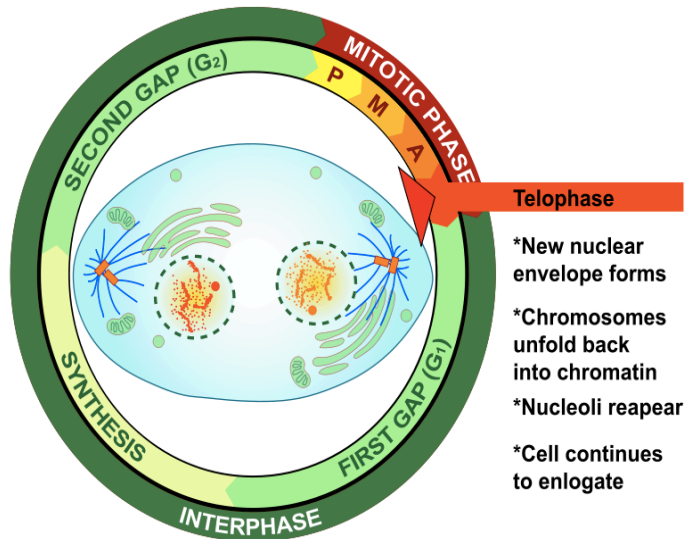 SECOND GAP (G2)
P
M
A
MITOTIC PHASE
Telophase
*New nuclear
envelope forms
*Chromosomes
unfold back
into chromatin
*Nucleoli reapear
*Cell continues
to enlogate
SYNTHESIS
FIRST GAP (G1)
INTERPHASE